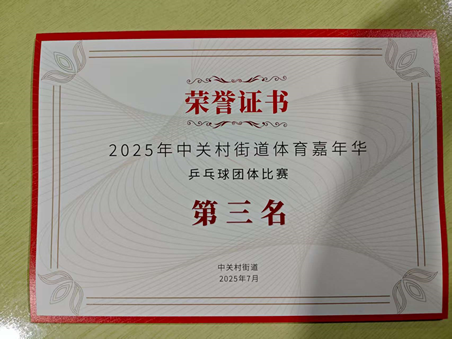 荣誉证书
2025年中关村街道体育嘉年华
乒乓球团体比赛
第三名
中关村街道
2025年7月